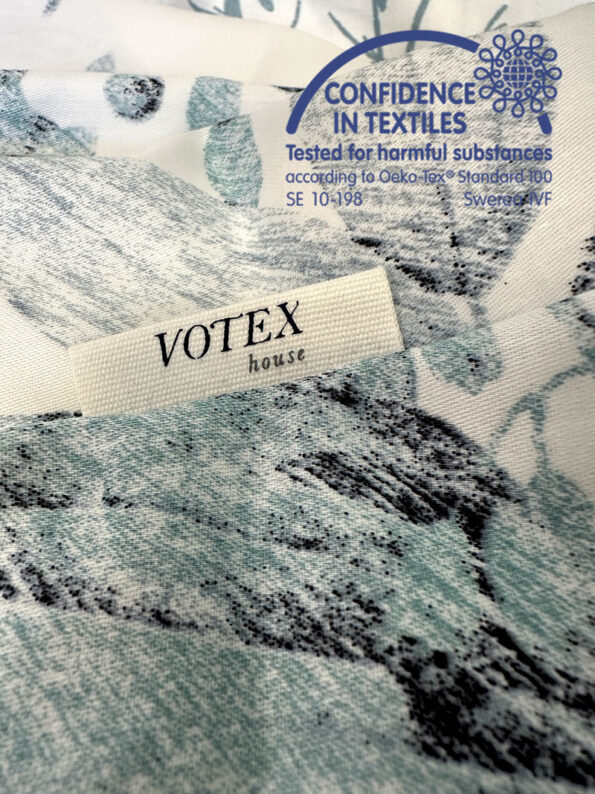 CONFIDENCE
IN TEXTILES
Tested for harmful substances
according to Oeko-Tex® Standard 100
SE 10-198 Swerea IVF
VOTEX
house